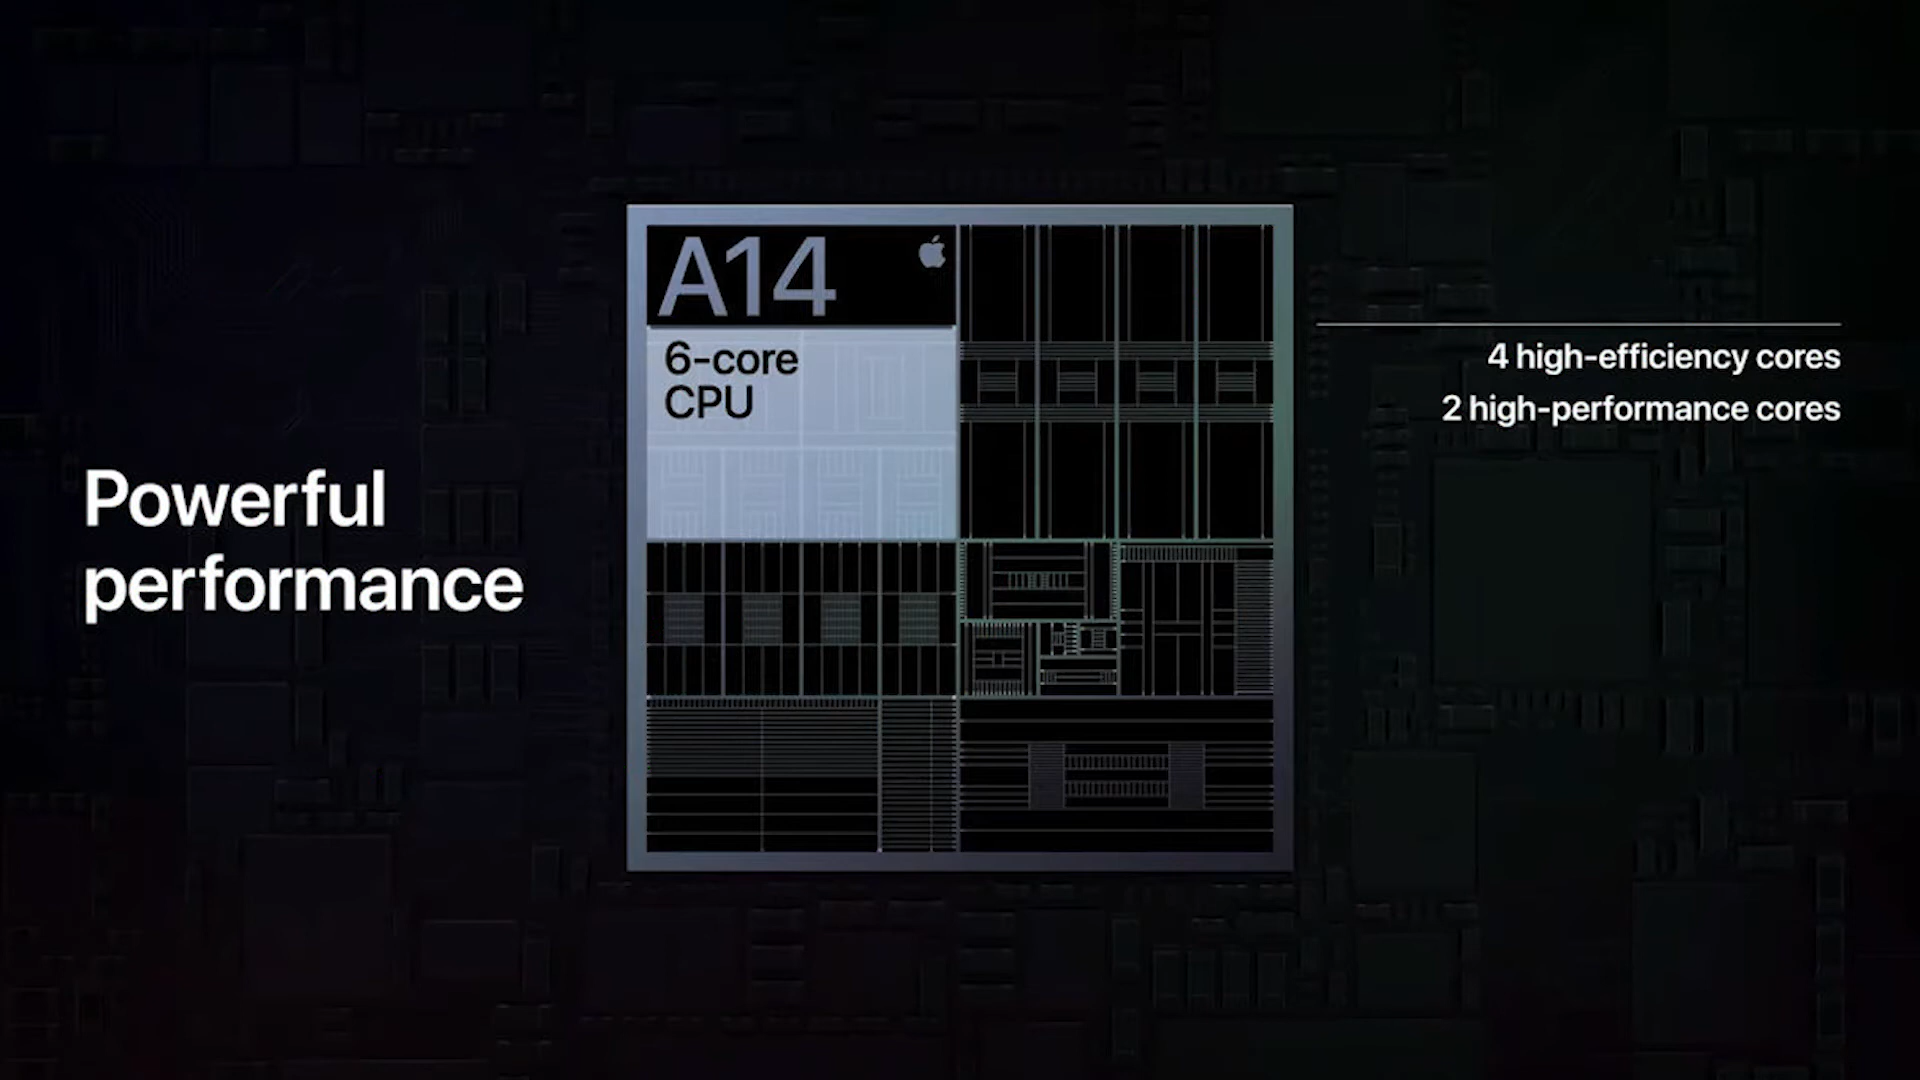 Powerful
performance
A14
6-core
CPU
4 high-efficiency cores
2 high-performance cores